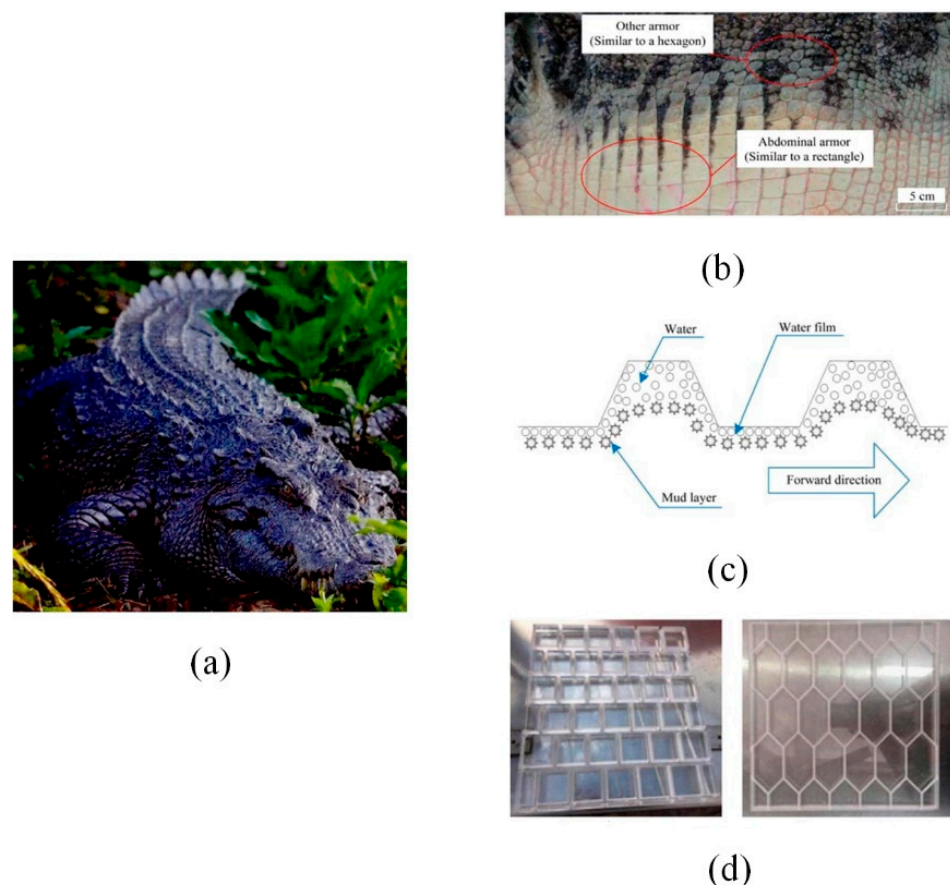 Other armor
(Similar to a hexagon)
Abdominal armor
(Similar to a rectangle)
5 cm
(b)
Water
Water film
Mud layer
Forward direction
(c)
(a)
(d)